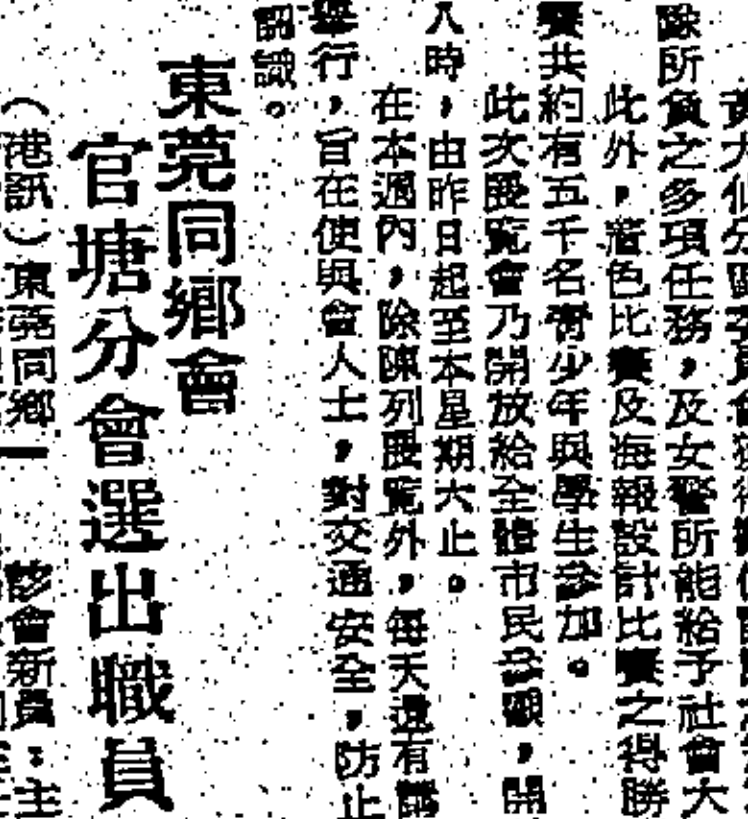 隊所負之多項任務，及女警所能給予社會大
此外，着色比賽及海報設計比賽之得勝
賽共約有五千名青少年與學生參加。
此次展覽會乃開放給全體市民參觀，開
八時，由昨日起至本星期六止。
在本週內，除陳列展覽外，每天還有
舉行，旨在使與會人士，對交通安全，防止
認識。
東莞同鄉會
官塘分會選出職員
（港訊）東莞同鄉
該會新員：主